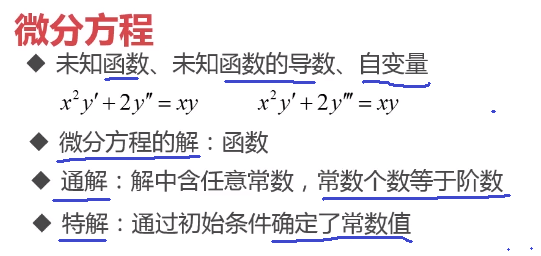 微分方程
◆ 未知函数、未知函数的导数、自变量
x²y′+2y″=xy x²y′+2y‴=xy
◆ 微分方程的解：函数
◆ 通解：解中含任意常数，常数个数等于阶数
◆ 特解：通过初始条件确定了常数值